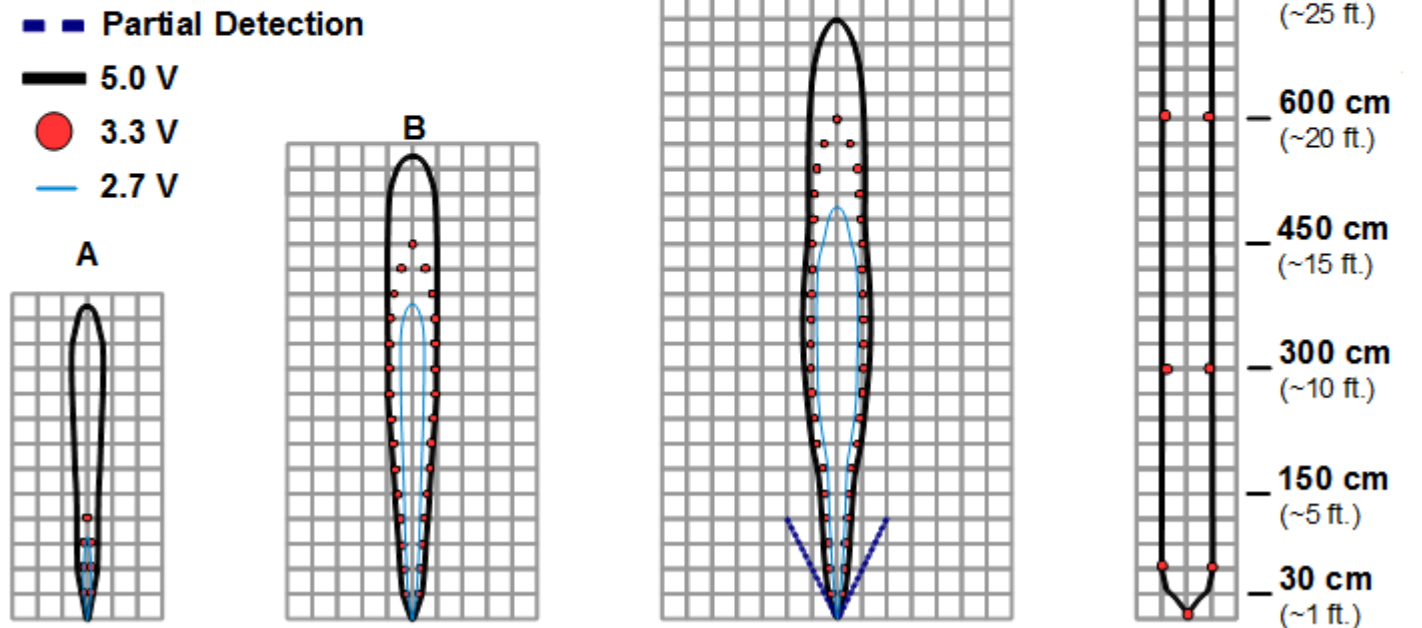 Partial Detection
5.0 V
3.3 V
2.7 V
A
B
(~25 ft.)
600 cm
(~20 ft.)
450 cm
(~15 ft.)
300 cm
(~10 ft.)
150 cm
(~5 ft.)
30 cm
(~1 ft.)